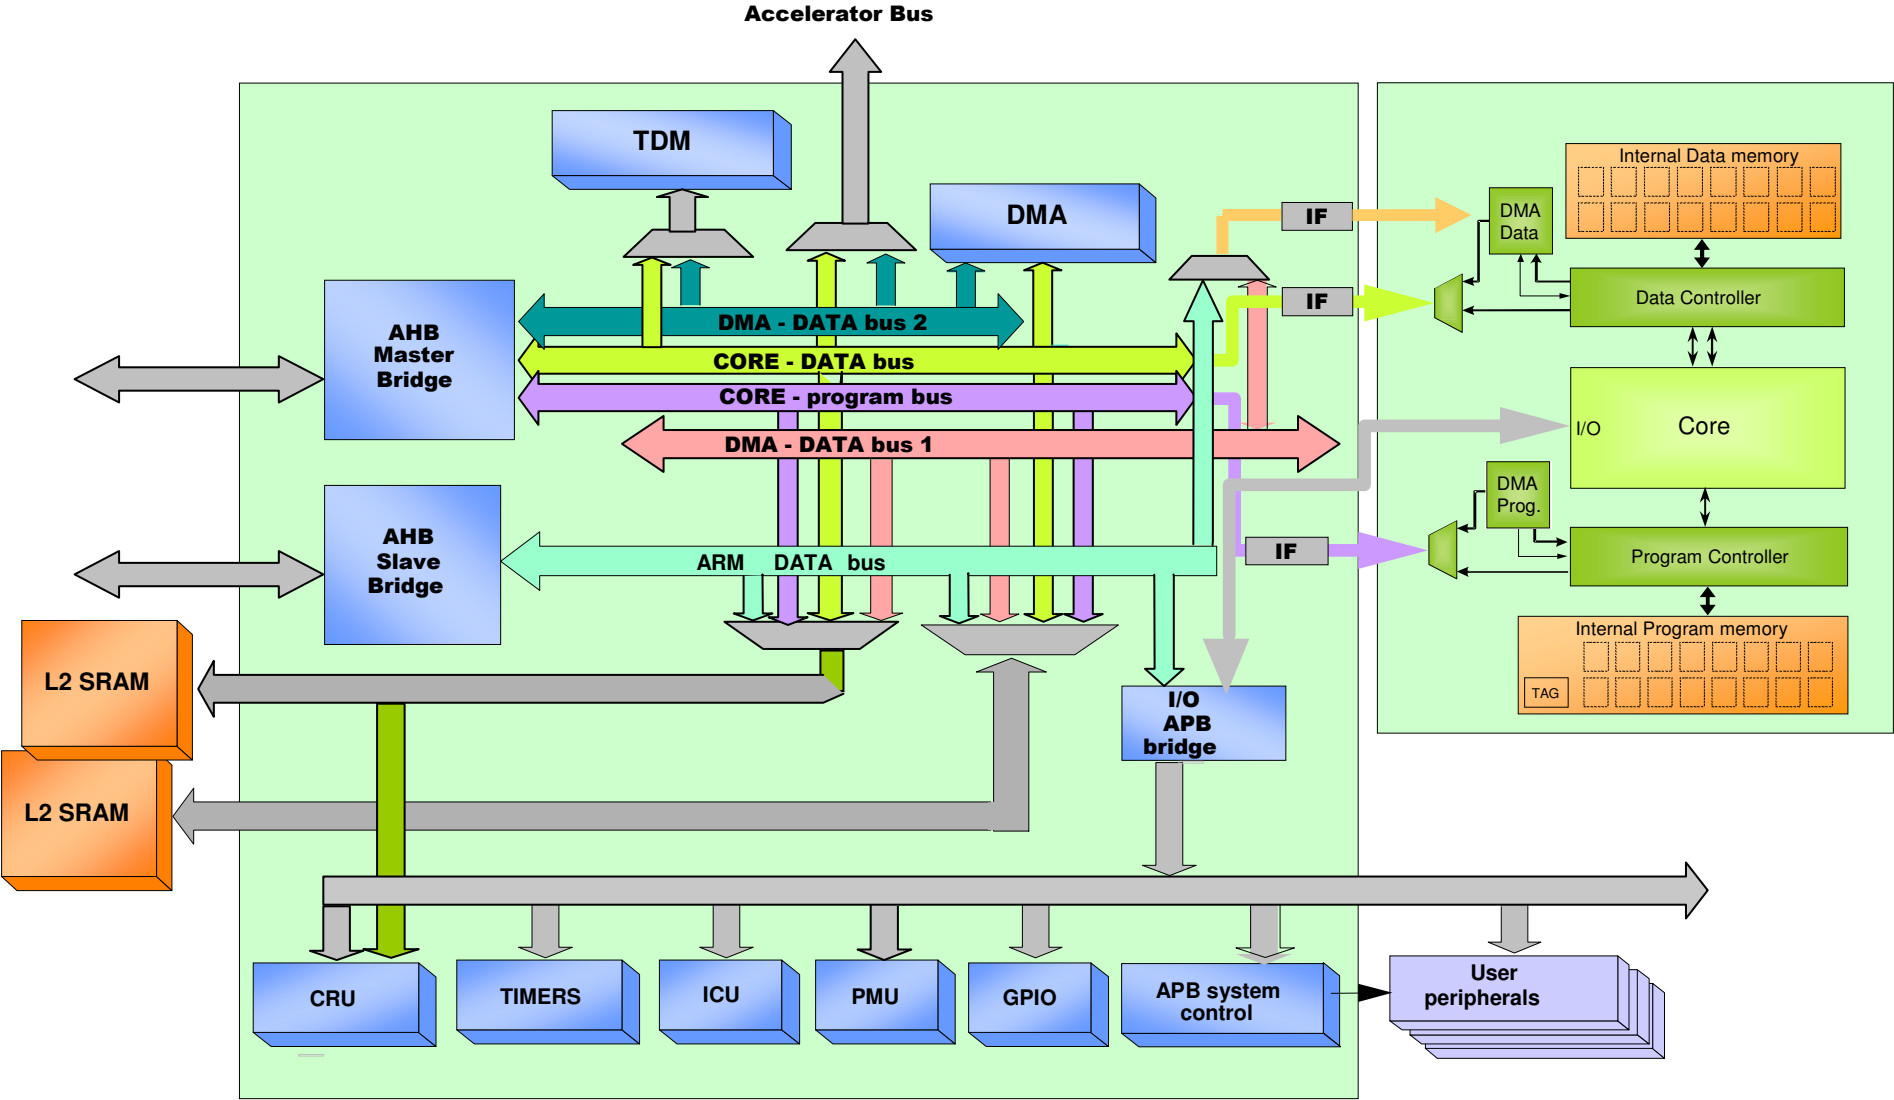 Accelerator Bus
TDM
DMA
IF
IF
IF
AHB
Master
Bridge
DMA - DATA bus 2
CORE - DATA bus
CORE - program bus
DMA - DATA bus 1
AHB
Slave
Bridge
ARM DATA bus
L2 SRAM
L2 SRAM
I/O
APB
bridge
CRU
TIMERS
ICU
PMU
GPIO
APB system
control
User
peripherals
Internal Data memory
DMA
Data
Data Controller
I/O
Core
DMA
Prog.
Program Controller
Internal Program memory
TAG